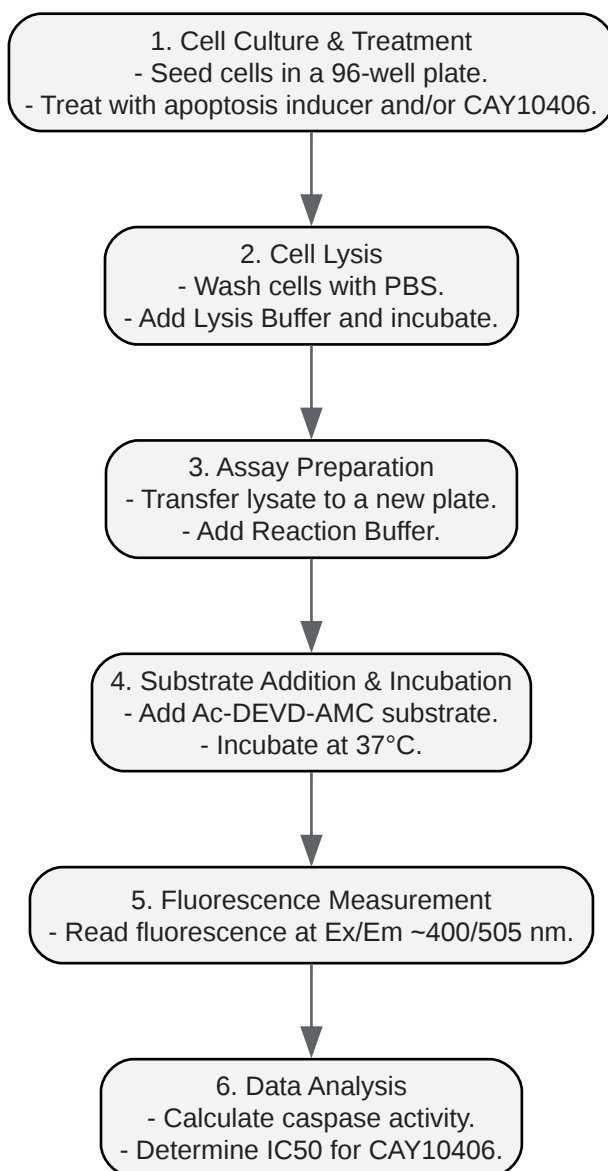 1. Cell Culture & Treatment
- Seed cells in a 96-well plate.
- Treat with apoptosis inducer and/or CAY10406.
2. Cell Lysis
- Wash cells with PBS.
- Add Lysis Buffer and incubate.
3. Assay Preparation
- Transfer lysate to a new plate.
- Add Reaction Buffer.
4. Substrate Addition & Incubation
- Add Ac-DEVD-AMC substrate.
- Incubate at 37°C.
5. Fluorescence Measurement
- Read fluorescence at Ex/Em ~400/505 nm.
6. Data Analysis
- Calculate caspase activity.
- Determine IC50 for CAY10406.